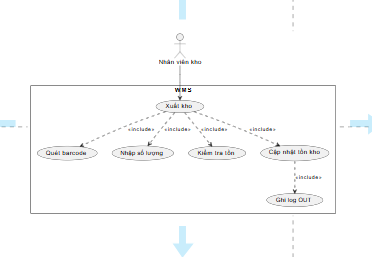 Nhân viên kho
WMS
Xuất kho
«include»
«include»
«include»
«include»
Quét barcode
Nhập số lượng
Kiểm tra tồn
Cập nhật tồn kho
«include»
Ghi log OUT